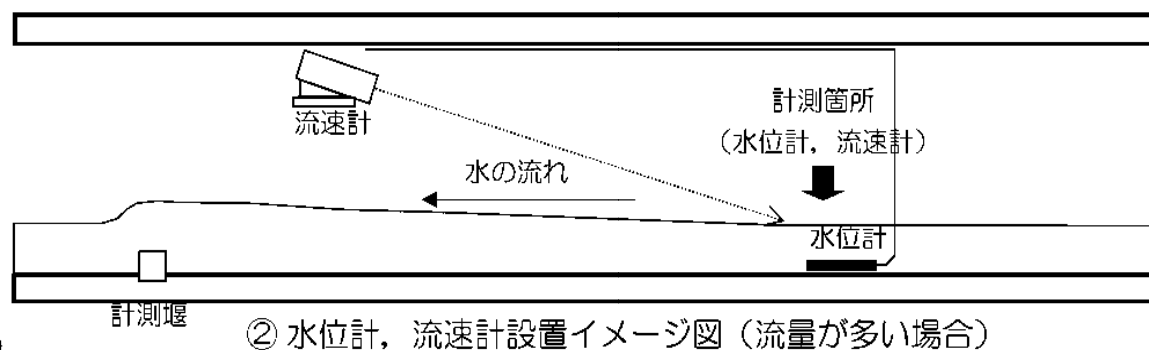 流速計
計測箇所
（水位計，流速計）
水の流れ
水位計
計測堰
② 水位計，流速計設置イメージ図（流量が多い場合）